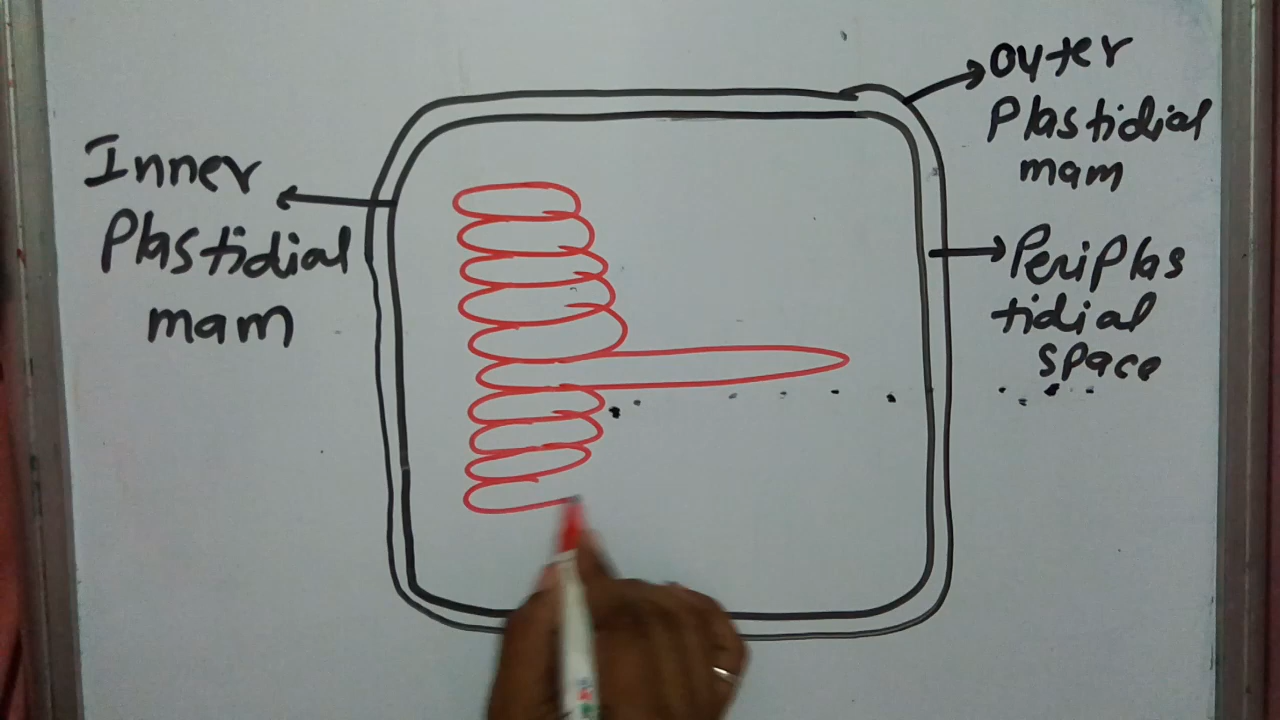 Inner
Plastidial
mam
Outer
Plastidial
mam
Periplas
tidial
space